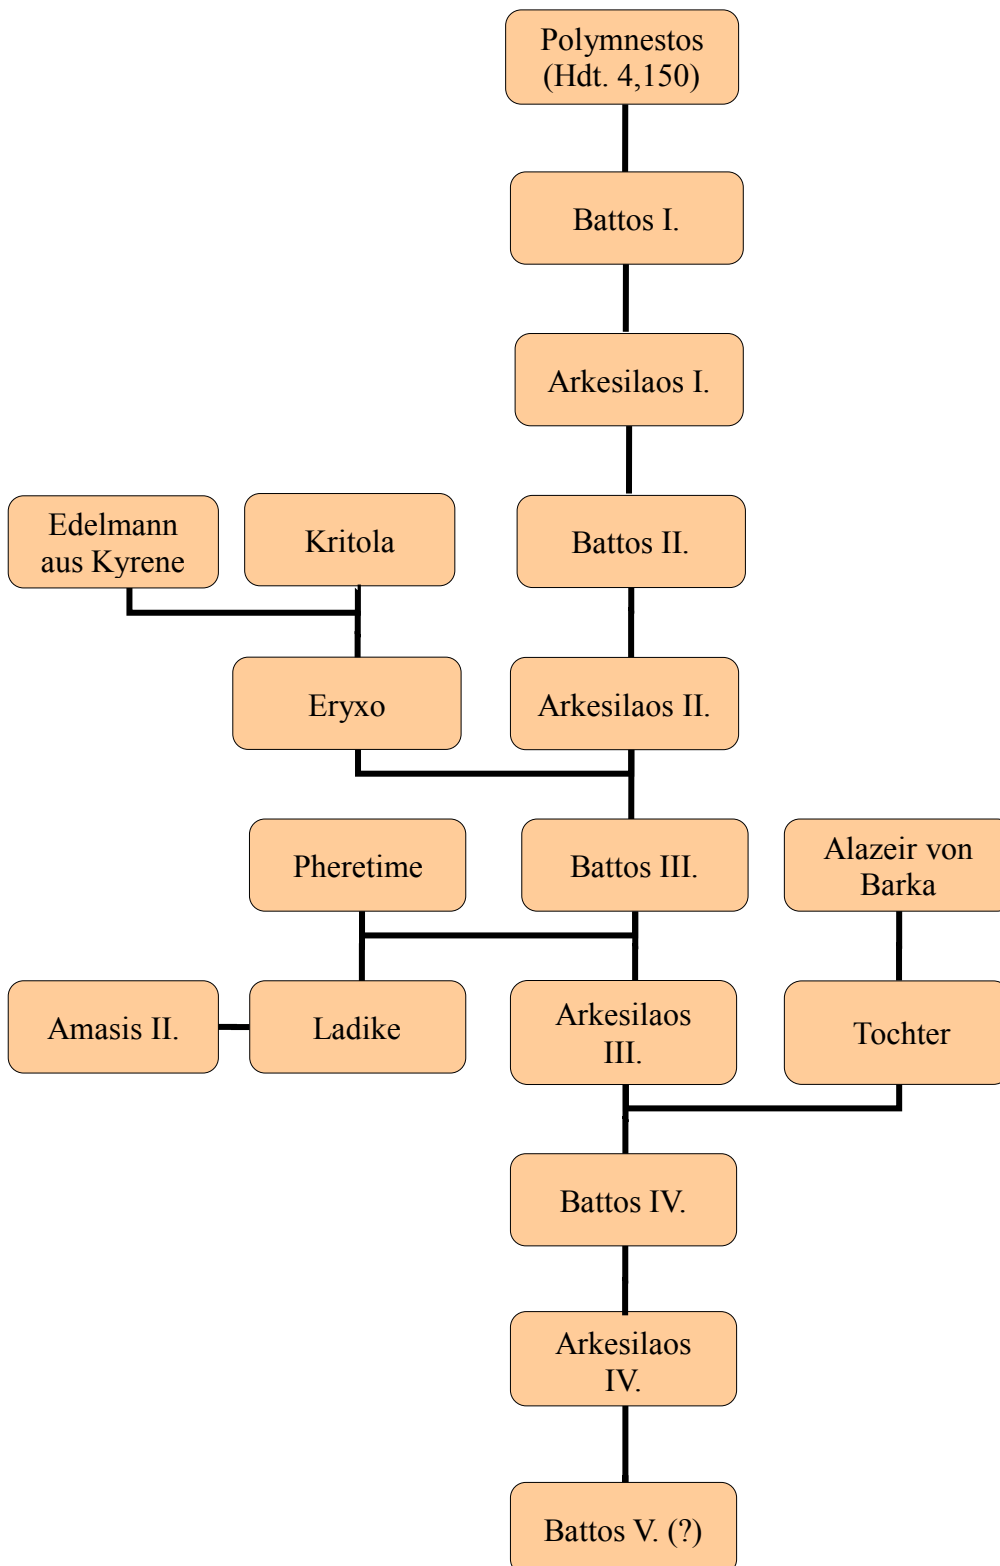 Polymnestos
(Hdt. 4,150)
Battos I.
Arkesilaos I.
Edelmann
aus Kyrene
Kritola
Battos II.
Eryxo
Arkesilaos II.
Pheretime
Battos III.
Alazeir von
Barka
Amasis II.
Ladike
Arkesilaos
III.
Tochter
Battos IV.
Arkesilaos
IV.
Battos V. (?)